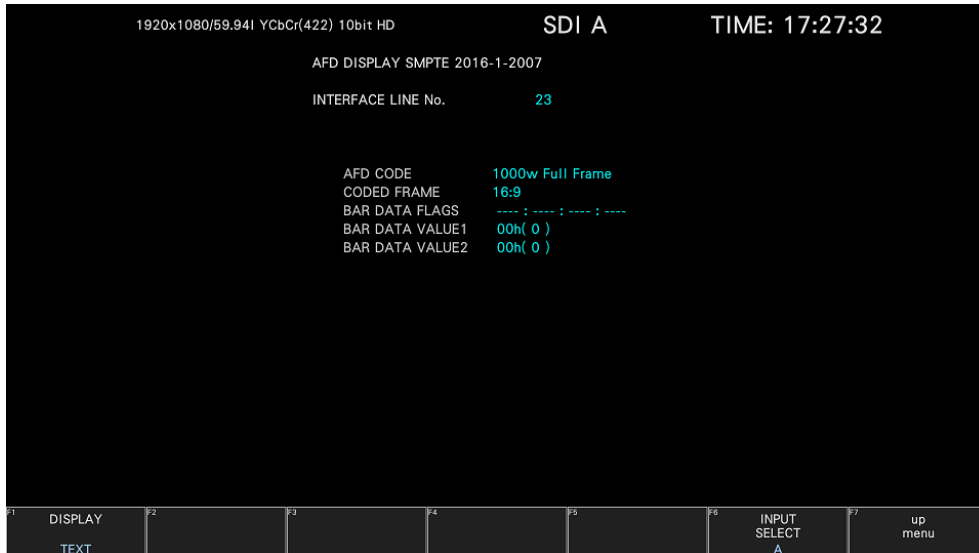 1920x1080/59.94I YCbCr(422) 10bit HD SDI A TIME: 17:27:32
AFD DISPLAY SMPTE 2016-1-2007
INTERFACE LINE No. 23
AFD CODE 1000w Full Frame
CODED FRAME 16:9
BAR DATA FLAGS ---- : ---- : ---- : ----
BAR DATA VALUE1 00h( 0 )
BAR DATA VALUE2 00h( 0 )
F1 DISPLAY TEXT
F2
F3
F4
F5
F6 INPUT SELECT A
F7 up menu